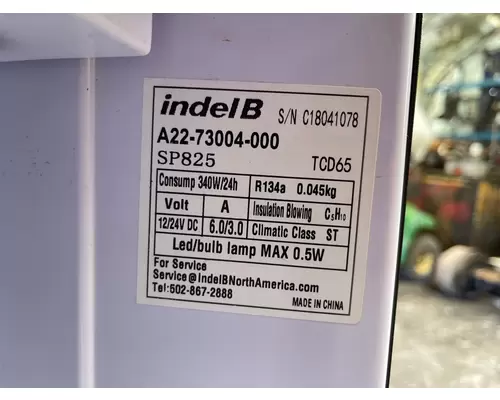 indelB S/N C18041078
A22-73004-000
SP825 TCD65
Consump 340W/24h R134a 0.045kg
Volt A Insulation Blowing C₅H₁₀
12/24V DC 6.0/3.0 Climatic Class ST
Led/bulb lamp MAX 0.5W
For Service
Service@IndelBNorthAmerica.com
Tel:502-867-2888 MADE IN CHINA